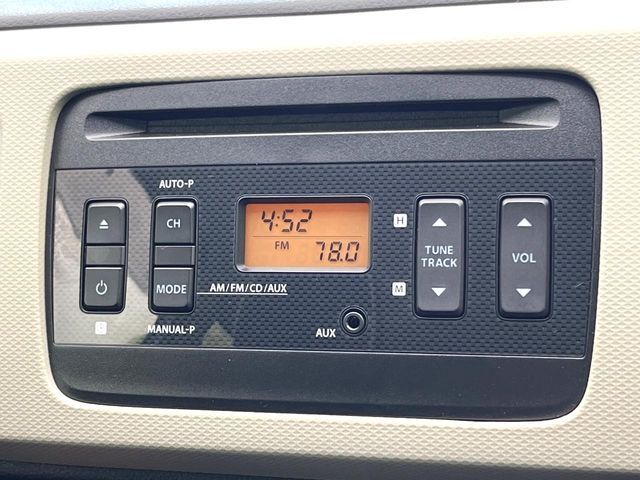 AUTO-P
CH
MODE
MANUAL-P
4:52
FM
78.0
AM/FM/CD/AUX
AUX
H
M
TUNE
TRACK
VOL